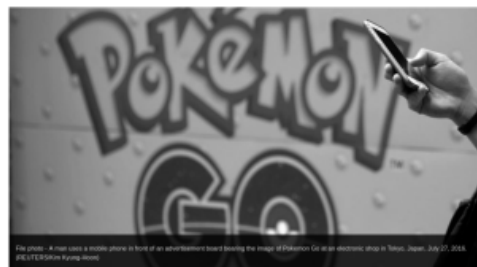 POKéMON
TM
GO
File photo - A man uses a mobile phone in front of an advertisement board bearing the image of Pokemon Go at an electronic shop in Tokyo, Japan, July 27, 2016.
(REUTERS/Kim Kyung-Hoon)